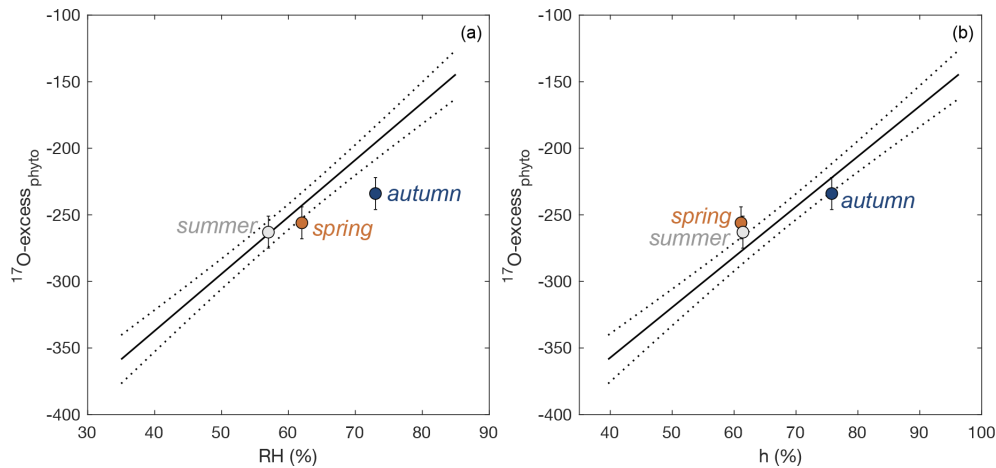 (a)
-100
-150
-200
-250
-300
-350
-400
30 40 50 60 70 80 90
17O-excessphyto
RH (%)
summer
spring
autumn
(b)
-100
-150
-200
-250
-300
-350
-400
40 50 60 70 80 90 100
17O-excessphyto
h (%)
spring
summer
autumn